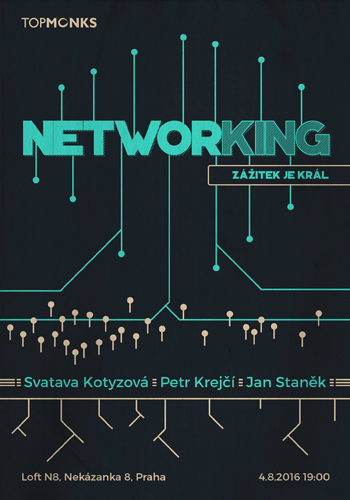 TOPMONKS
NETWORKING
ZÁŽITEK JE KRÁL
Svatava Kotyzová Petr Krejčí Jan Staněk
Loft N8, Nekázanka 8, Praha 4.8.2016 19:00